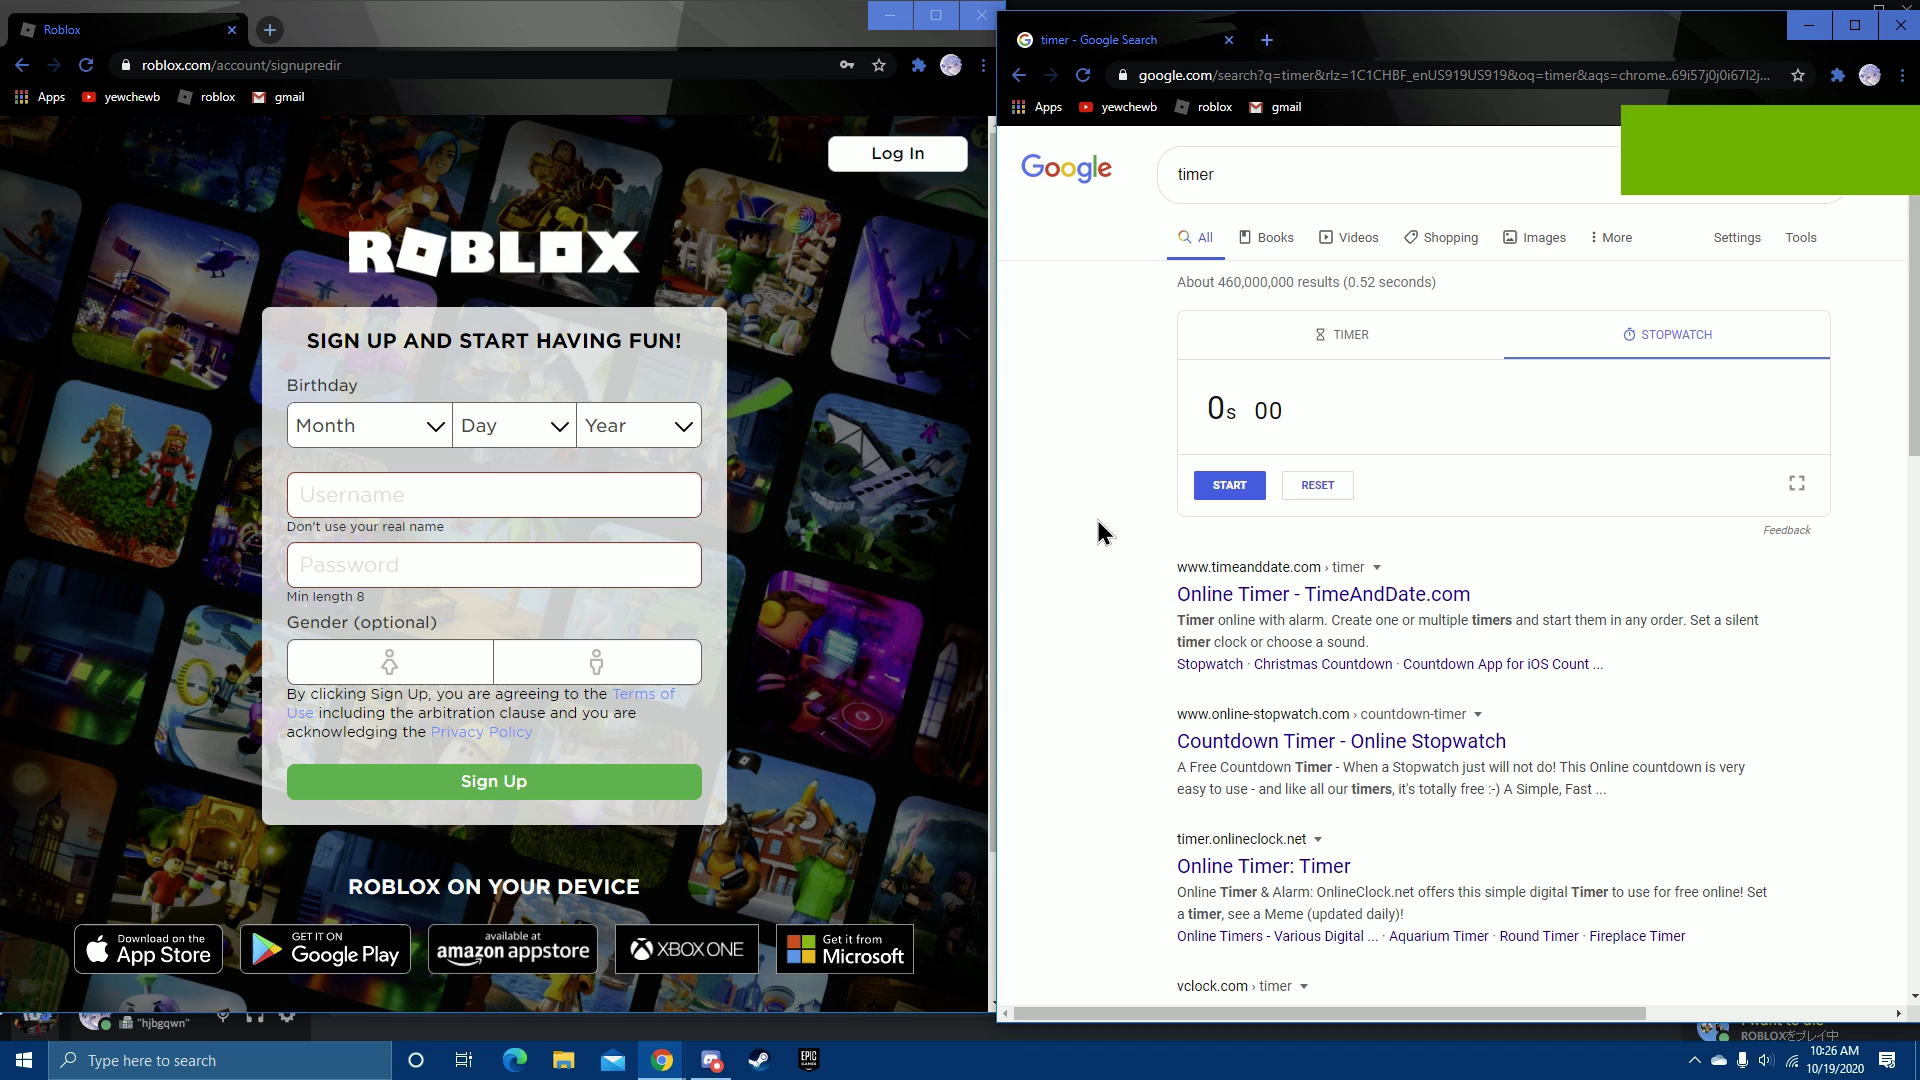 Roblox
roblox.com/account/signupredir
Apps yewchewb roblox gmail
Log In
ROBLOX
SIGN UP AND START HAVING FUN!
Birthday
Month Day Year
Username
Don't use your real name
Password
Min length 8
Gender (optional)
By clicking Sign Up, you are agreeing to the Terms of
Use including the arbitration clause and you are
acknowledging the Privacy Policy
Sign Up
ROBLOX ON YOUR DEVICE
Download on the
App Store
GET IT ON
Google Play
available at
amazon appstore
XBOX ONE
Get it from
Microsoft
"hjbgqwn"
timer - Google Search
google.com/search?q=timer&rlz=1C1CHBF_enUS919US919&oq=timer&aqs=chrome..69i57j0j0i67l2j...
Apps yewchewb roblox gmail
Google
timer
All Books Videos Shopping Images More Settings Tools
About 460,000,000 results (0.52 seconds)
TIMER STOPWATCH
0s 00
START RESET
Feedback
www.timeanddate.com › timer
Online Timer - TimeAndDate.com
Timer online with alarm. Create one or multiple timers and start them in any order. Set a silent
timer clock or choose a sound.
Stopwatch · Christmas Countdown · Countdown App for iOS Count ...
www.online-stopwatch.com › countdown-timer
Countdown Timer - Online Stopwatch
A Free Countdown Timer - When a Stopwatch just will not do! This Online countdown is very
easy to use - and like all our timers, it's totally free :-) A Simple, Fast ...
timer.onlineclock.net
Online Timer: Timer
Online Timer & Alarm: OnlineClock.net offers this simple digital Timer to use for free online! Set
a timer, see a Meme (updated daily)!
Online Timers - Various Digital ... · Aquarium Timer · Round Timer · Fireplace Timer
vclock.com › timer
ROBLOXをプレイ中
Type here to search
EPIC
GAMES
10:26 AM
10/19/2020